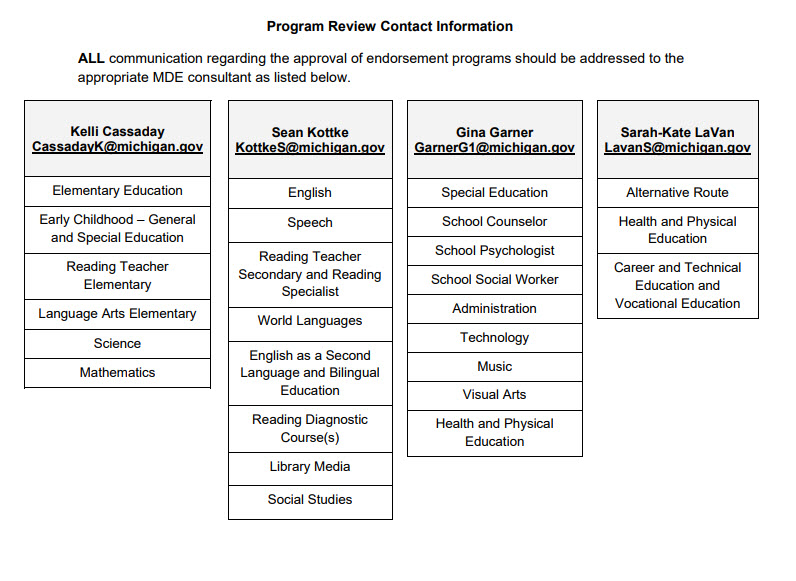 Program Review Contact Information
ALL communication regarding the approval of endorsement programs should be addressed to the
appropriate MDE consultant as listed below.
Kelli Cassaday
CassadayK@michigan.gov
Elementary Education
Early Childhood – General
and Special Education
Reading Teacher
Elementary
Language Arts Elementary
Science
Mathematics
Sean Kottke
KottkeS@michigan.gov
English
Speech
Reading Teacher
Secondary and Reading
Specialist
World Languages
English as a Second
Language and Bilingual
Education
Reading Diagnostic
Course(s)
Library Media
Social Studies
Gina Garner
GarnerG1@michigan.gov
Special Education
School Counselor
School Psychologist
School Social Worker
Administration
Technology
Music
Visual Arts
Health and Physical
Education
Sarah-Kate LaVan
LavanS@michigan.gov
Alternative Route
Health and Physical
Education
Career and Technical
Education and
Vocational Education